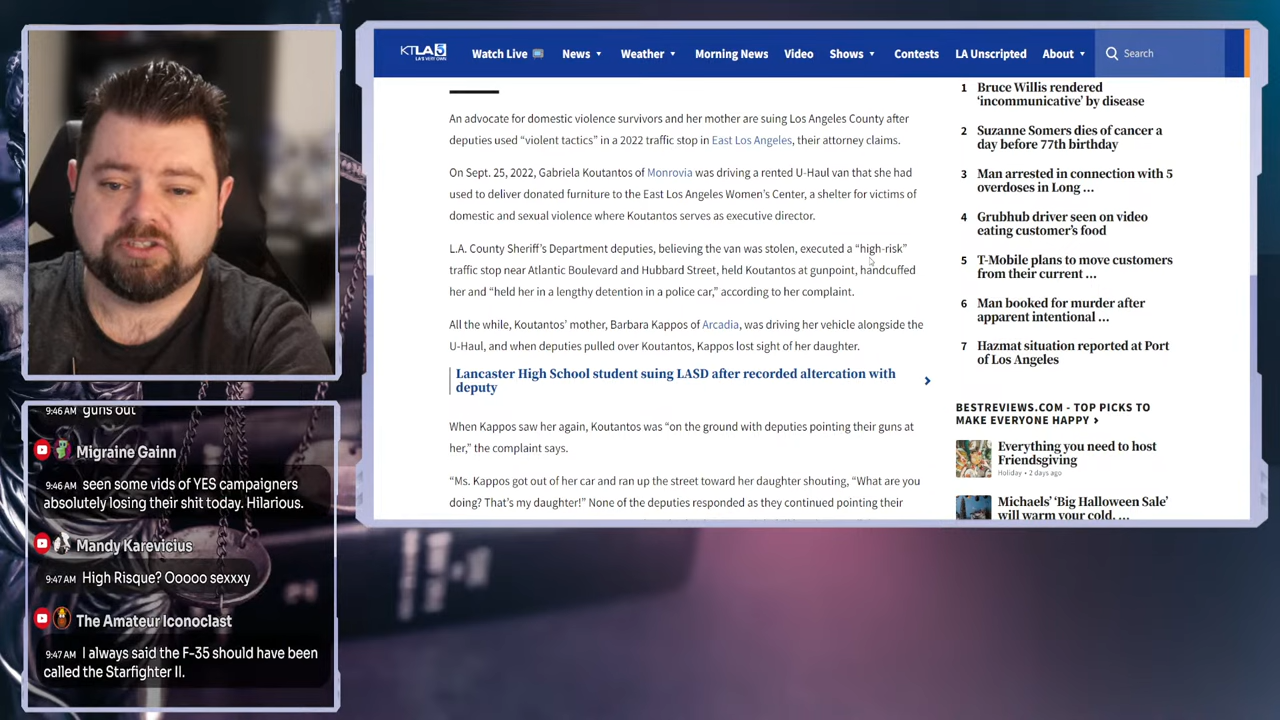 KTLA 5
LA'S VERY OWN
Watch Live
News
Weather
Morning News
Video
Shows
Contests
LA Unscripted
About
Search
An advocate for domestic violence survivors and her mother are suing Los Angeles County after
deputies used “violent tactics” in a 2022 traffic stop in East Los Angeles, their attorney claims.
On Sept. 25, 2022, Gabriela Koutantos of Monrovia was driving a rented U-Haul van that she had
used to deliver donated furniture to the East Los Angeles Women’s Center, a shelter for victims of
domestic and sexual violence where Koutantos serves as executive director.
L.A. County Sheriff’s Department deputies, believing the van was stolen, executed a “high-risk”
traffic stop near Atlantic Boulevard and Hubbard Street, held Koutantos at gunpoint, handcuffed
her and “held her in a lengthy detention in a police car,” according to her complaint.
All the while, Koutantos’ mother, Barbara Kappos of Arcadia, was driving her vehicle alongside the
U-Haul, and when deputies pulled over Koutantos, Kappos lost sight of her daughter.
Lancaster High School student suing LASD after recorded altercation with
deputy
When Kappos saw her again, Koutantos was “on the ground with deputies pointing their guns at
her,” the complaint says.
“Ms. Kappos got out of her car and ran up the street toward her daughter shouting, “What are you
doing? That’s my daughter!” None of the deputies responded as they continued pointing their
1 Bruce Willis rendered
‘incommunicative’ by disease
2 Suzanne Somers dies of cancer a
day before 77th birthday
3 Man arrested in connection with 5
overdoses in Long ...
4 Grubhub driver seen on video
eating customer’s food
5 T-Mobile plans to move customers
from their current ...
6 Man booked for murder after
apparent intentional ...
7 Hazmat situation reported at Port
of Los Angeles
BESTREVIEWS.COM - TOP PICKS TO
MAKE EVERYONE HAPPY ›
Everything you need to host
Friendsgiving
Holiday • 2 days ago
Michaels’ ‘Big Halloween Sale’
will warm your cold, ...
9:46 AM guns out
Migraine Gainn
9:46 AM seen some vids of YES campaigners
absolutely losing their shit today. Hilarious.
Mandy Karevicius
9:47 AM High Risque? Ooooo sexxxy
The Amateur Iconoclast
9:47 AM I always said the F-35 should have been
called the Starfighter II.